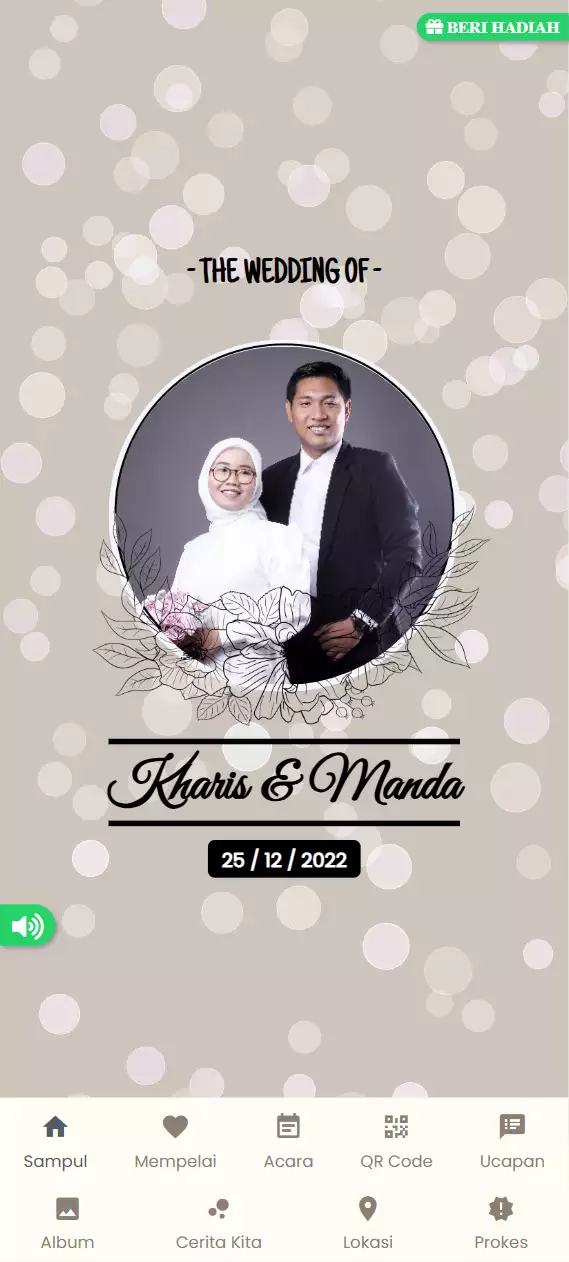 BERI HADIAH
- THE WEDDING OF -
Kharis & Manda
25 / 12 / 2022
Sampul
Mempelai
Acara
QR Code
Ucapan
Album
Cerita Kita
Lokasi
Prokes